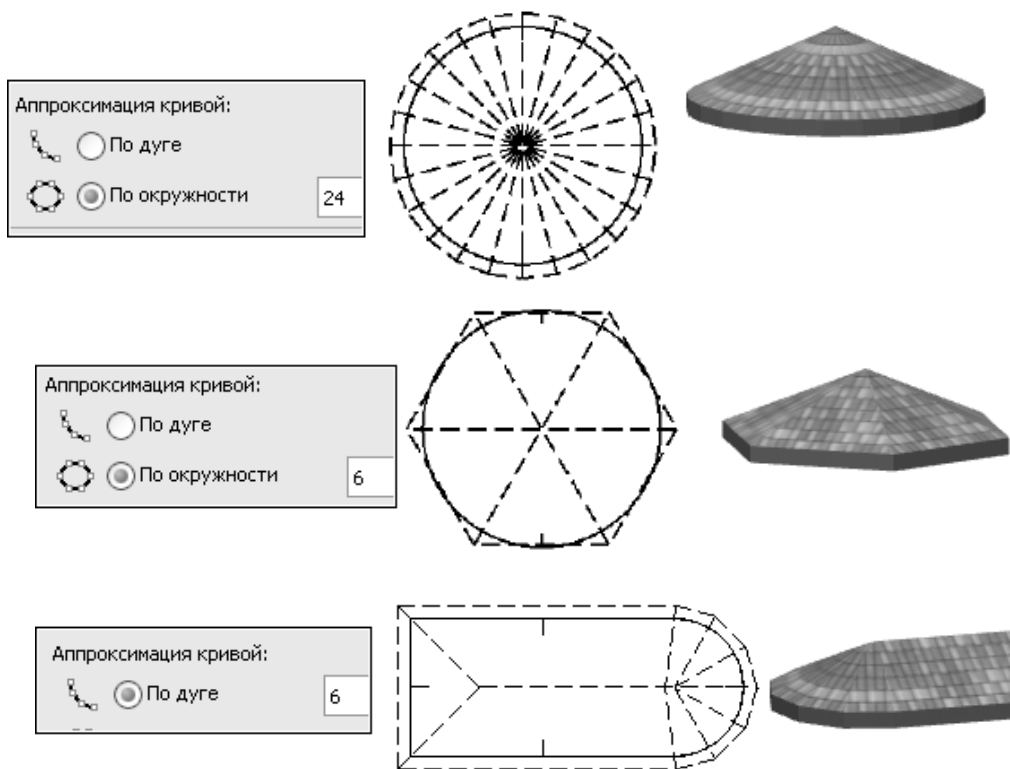 Аппроксимация кривой:
По дуге
По окружности 24
Аппроксимация кривой:
По дуге
По окружности 6
Аппроксимация кривой:
По дуге 6